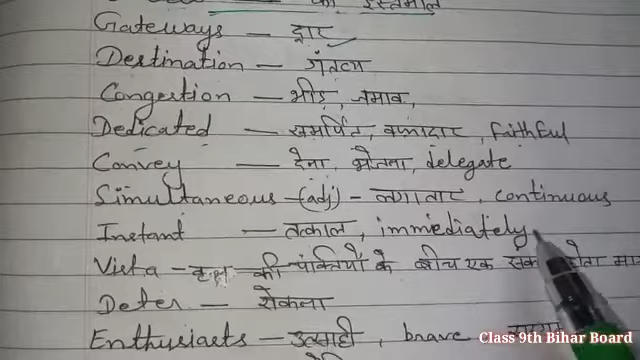 का इस्तेमाल
Gateways - द्वार
Destination - गंतव्य
Congestion - भीड़, जमाव,
Dedicated - समर्पित, वफादार, faithful
Convey - देना, भेजना, delegate
Simultaneous -(adj) - लगातार, continuous
Instant - तत्काल, immediately
Vista - वृक्ष की पंक्तियों के बीच एक
Deter - रोकना
Enthusiasts - उत्साही, brave
Class 9th Bihar Board